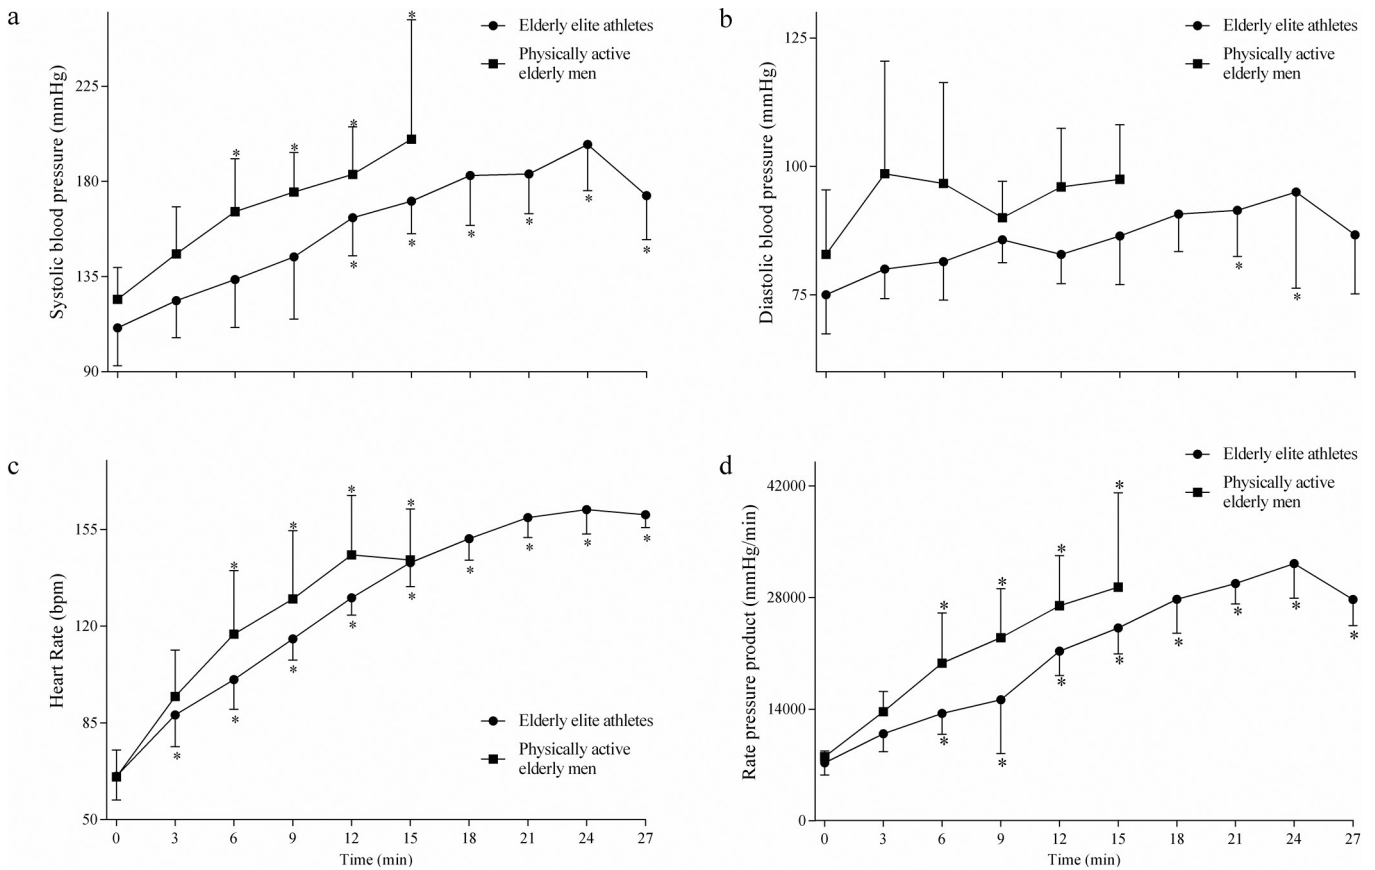 a
Systolic blood pressure (mmHg)
225
180
135
90
Elderly elite athletes
Physically active
elderly men
*
*
*
*
*
*
*
*
*
*
b
Diastolic blood pressure (mmHg)
125
100
75
Elderly elite athletes
Physically active
elderly men
*
*
c
Heart Rate (bpm)
155
120
85
50
*
*
*
*
*
*
*
*
*
*
*
*
*
Elderly elite athletes
Physically active
elderly men
0 3 6 9 12 15 18 21 24 27
Time (min)
d
Rate pressure product (mmHg/min)
42000
28000
14000
0
Elderly elite athletes
Physically active
elderly men
*
*
*
*
*
*
*
*
*
*
*
*
0 3 6 9 12 15 18 21 24 27
Time (min)